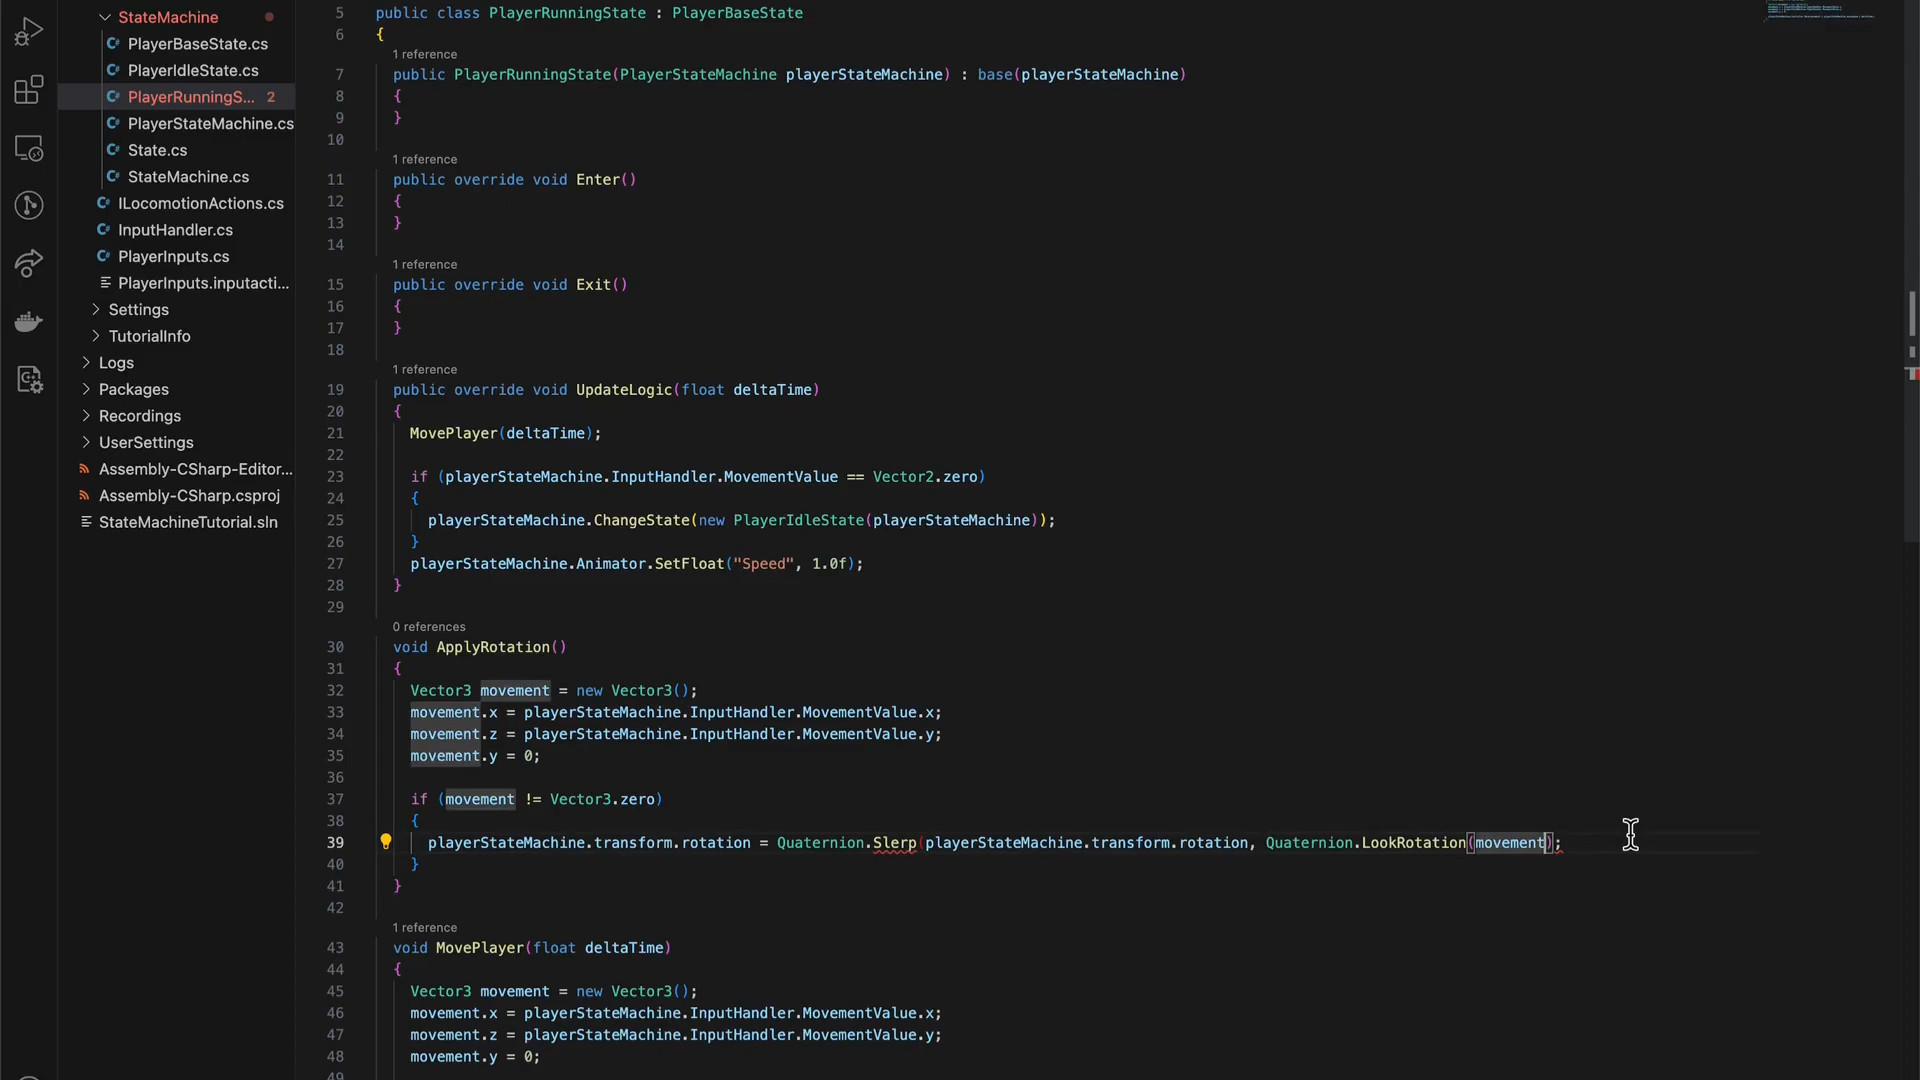 StateMachine
PlayerBaseState.cs
PlayerIdleState.cs
PlayerRunningS... 2
PlayerStateMachine.cs
State.cs
StateMachine.cs
ILocomotionActions.cs
InputHandler.cs
PlayerInputs.cs
PlayerInputs.inputacti...
Settings
TutorialInfo
Logs
Packages
Recordings
UserSettings
Assembly-CSharp-Editor...
Assembly-CSharp.csproj
StateMachineTutorial.sln
5 public class PlayerRunningState : PlayerBaseState
6 {
1 reference
7 public PlayerRunningState(PlayerStateMachine playerStateMachine) : base(playerStateMachine)
8 {
9 }
10
1 reference
11 public override void Enter()
12 {
13 }
14
1 reference
15 public override void Exit()
16 {
17 }
18
1 reference
19 public override void UpdateLogic(float deltaTime)
20 {
21 MovePlayer(deltaTime);
22
23 if (playerStateMachine.InputHandler.MovementValue == Vector2.zero)
24 {
25 playerStateMachine.ChangeState(new PlayerIdleState(playerStateMachine));
26 }
27 playerStateMachine.Animator.SetFloat("Speed", 1.0f);
28 }
29
0 references
30 void ApplyRotation()
31 {
32 Vector3 movement = new Vector3();
33 movement.x = playerStateMachine.InputHandler.MovementValue.x;
34 movement.z = playerStateMachine.InputHandler.MovementValue.y;
35 movement.y = 0;
36
37 if (movement != Vector3.zero)
38 {
39 playerStateMachine.transform.rotation = Quaternion.Slerp(playerStateMachine.transform.rotation, Quaternion.LookRotation(movement);
40 }
41 }
42
1 reference
43 void MovePlayer(float deltaTime)
44 {
45 Vector3 movement = new Vector3();
46 movement.x = playerStateMachine.InputHandler.MovementValue.x;
47 movement.z = playerStateMachine.InputHandler.MovementValue.y;
48 movement.y = 0;
49